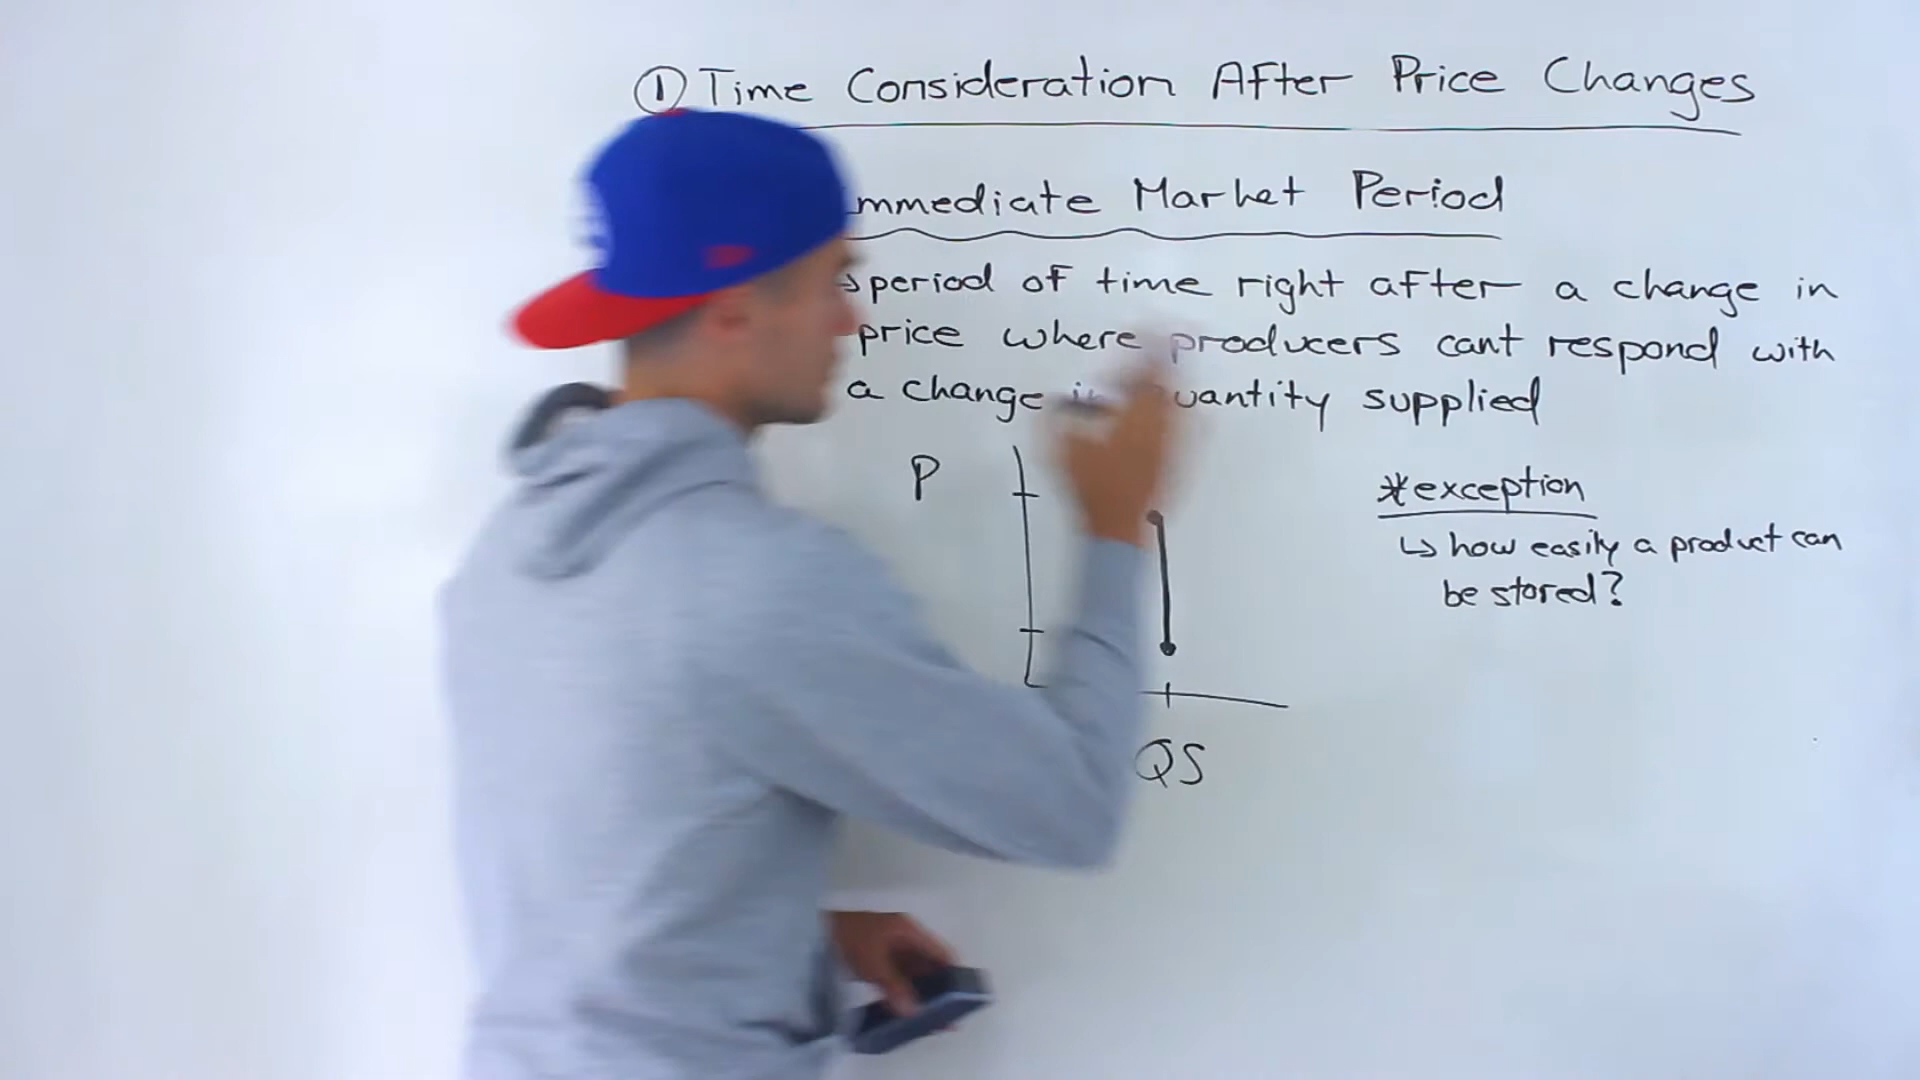 ① Time Consideration After Price Changes
mmediate Market Period
↳ period of time right after a change in
price where producers cant respond with
a change in uantity supplied
P
*exception
↳ how easily a product can
be stored?
QS